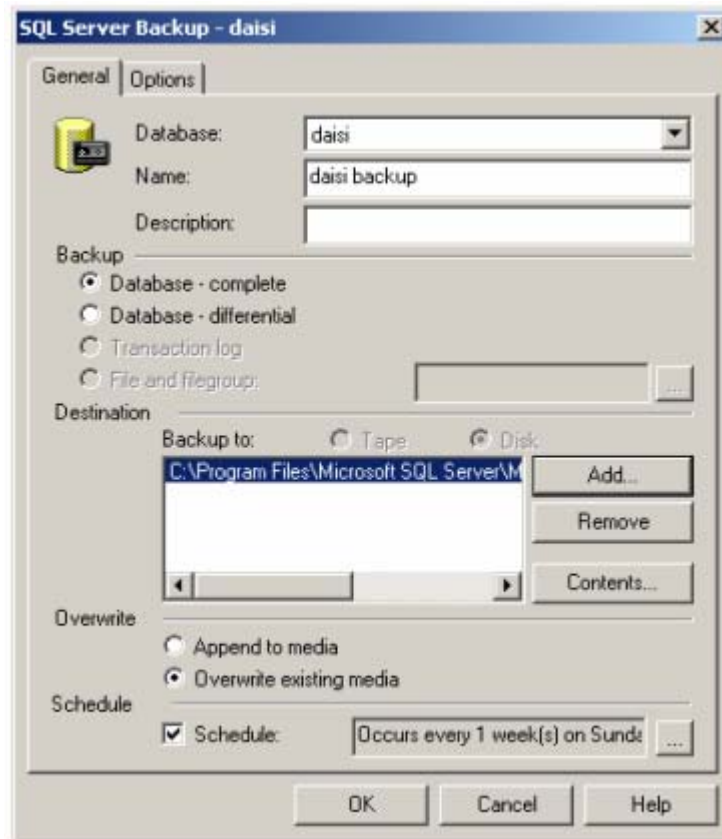 SQL Server Backup - daisi
General Options
Database: daisi
Name: daisi backup
Description:
Backup
Database - complete
Database - differential
Transaction log
File and filegroup: ...
Destination
Backup to: Tape Disk
C:\Program Files\Microsoft SQL Server\M
Add...
Remove
Contents...
Overwrite
Append to media
Overwrite existing media
Schedule
Schedule: Occurs every 1 week(s) on Sunda ...
OK Cancel Help